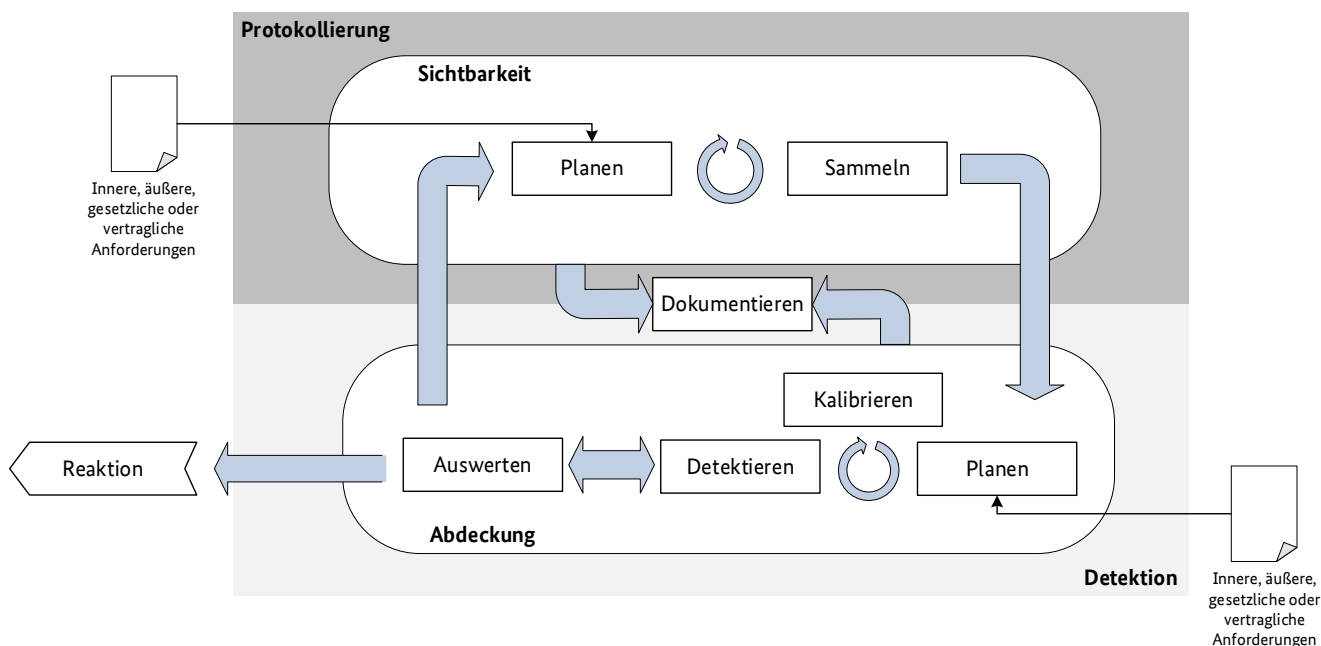 Protokollierung
Sichtbarkeit
Planen
Sammeln
Innere, äußere,
gesetzliche oder
vertragliche
Anforderungen
Dokumentieren
Kalibrieren
Reaktion
Auswerten
Detektieren
Planen
Abdeckung
Detektion
Innere, äußere,
gesetzliche oder
vertragliche
Anforderungen